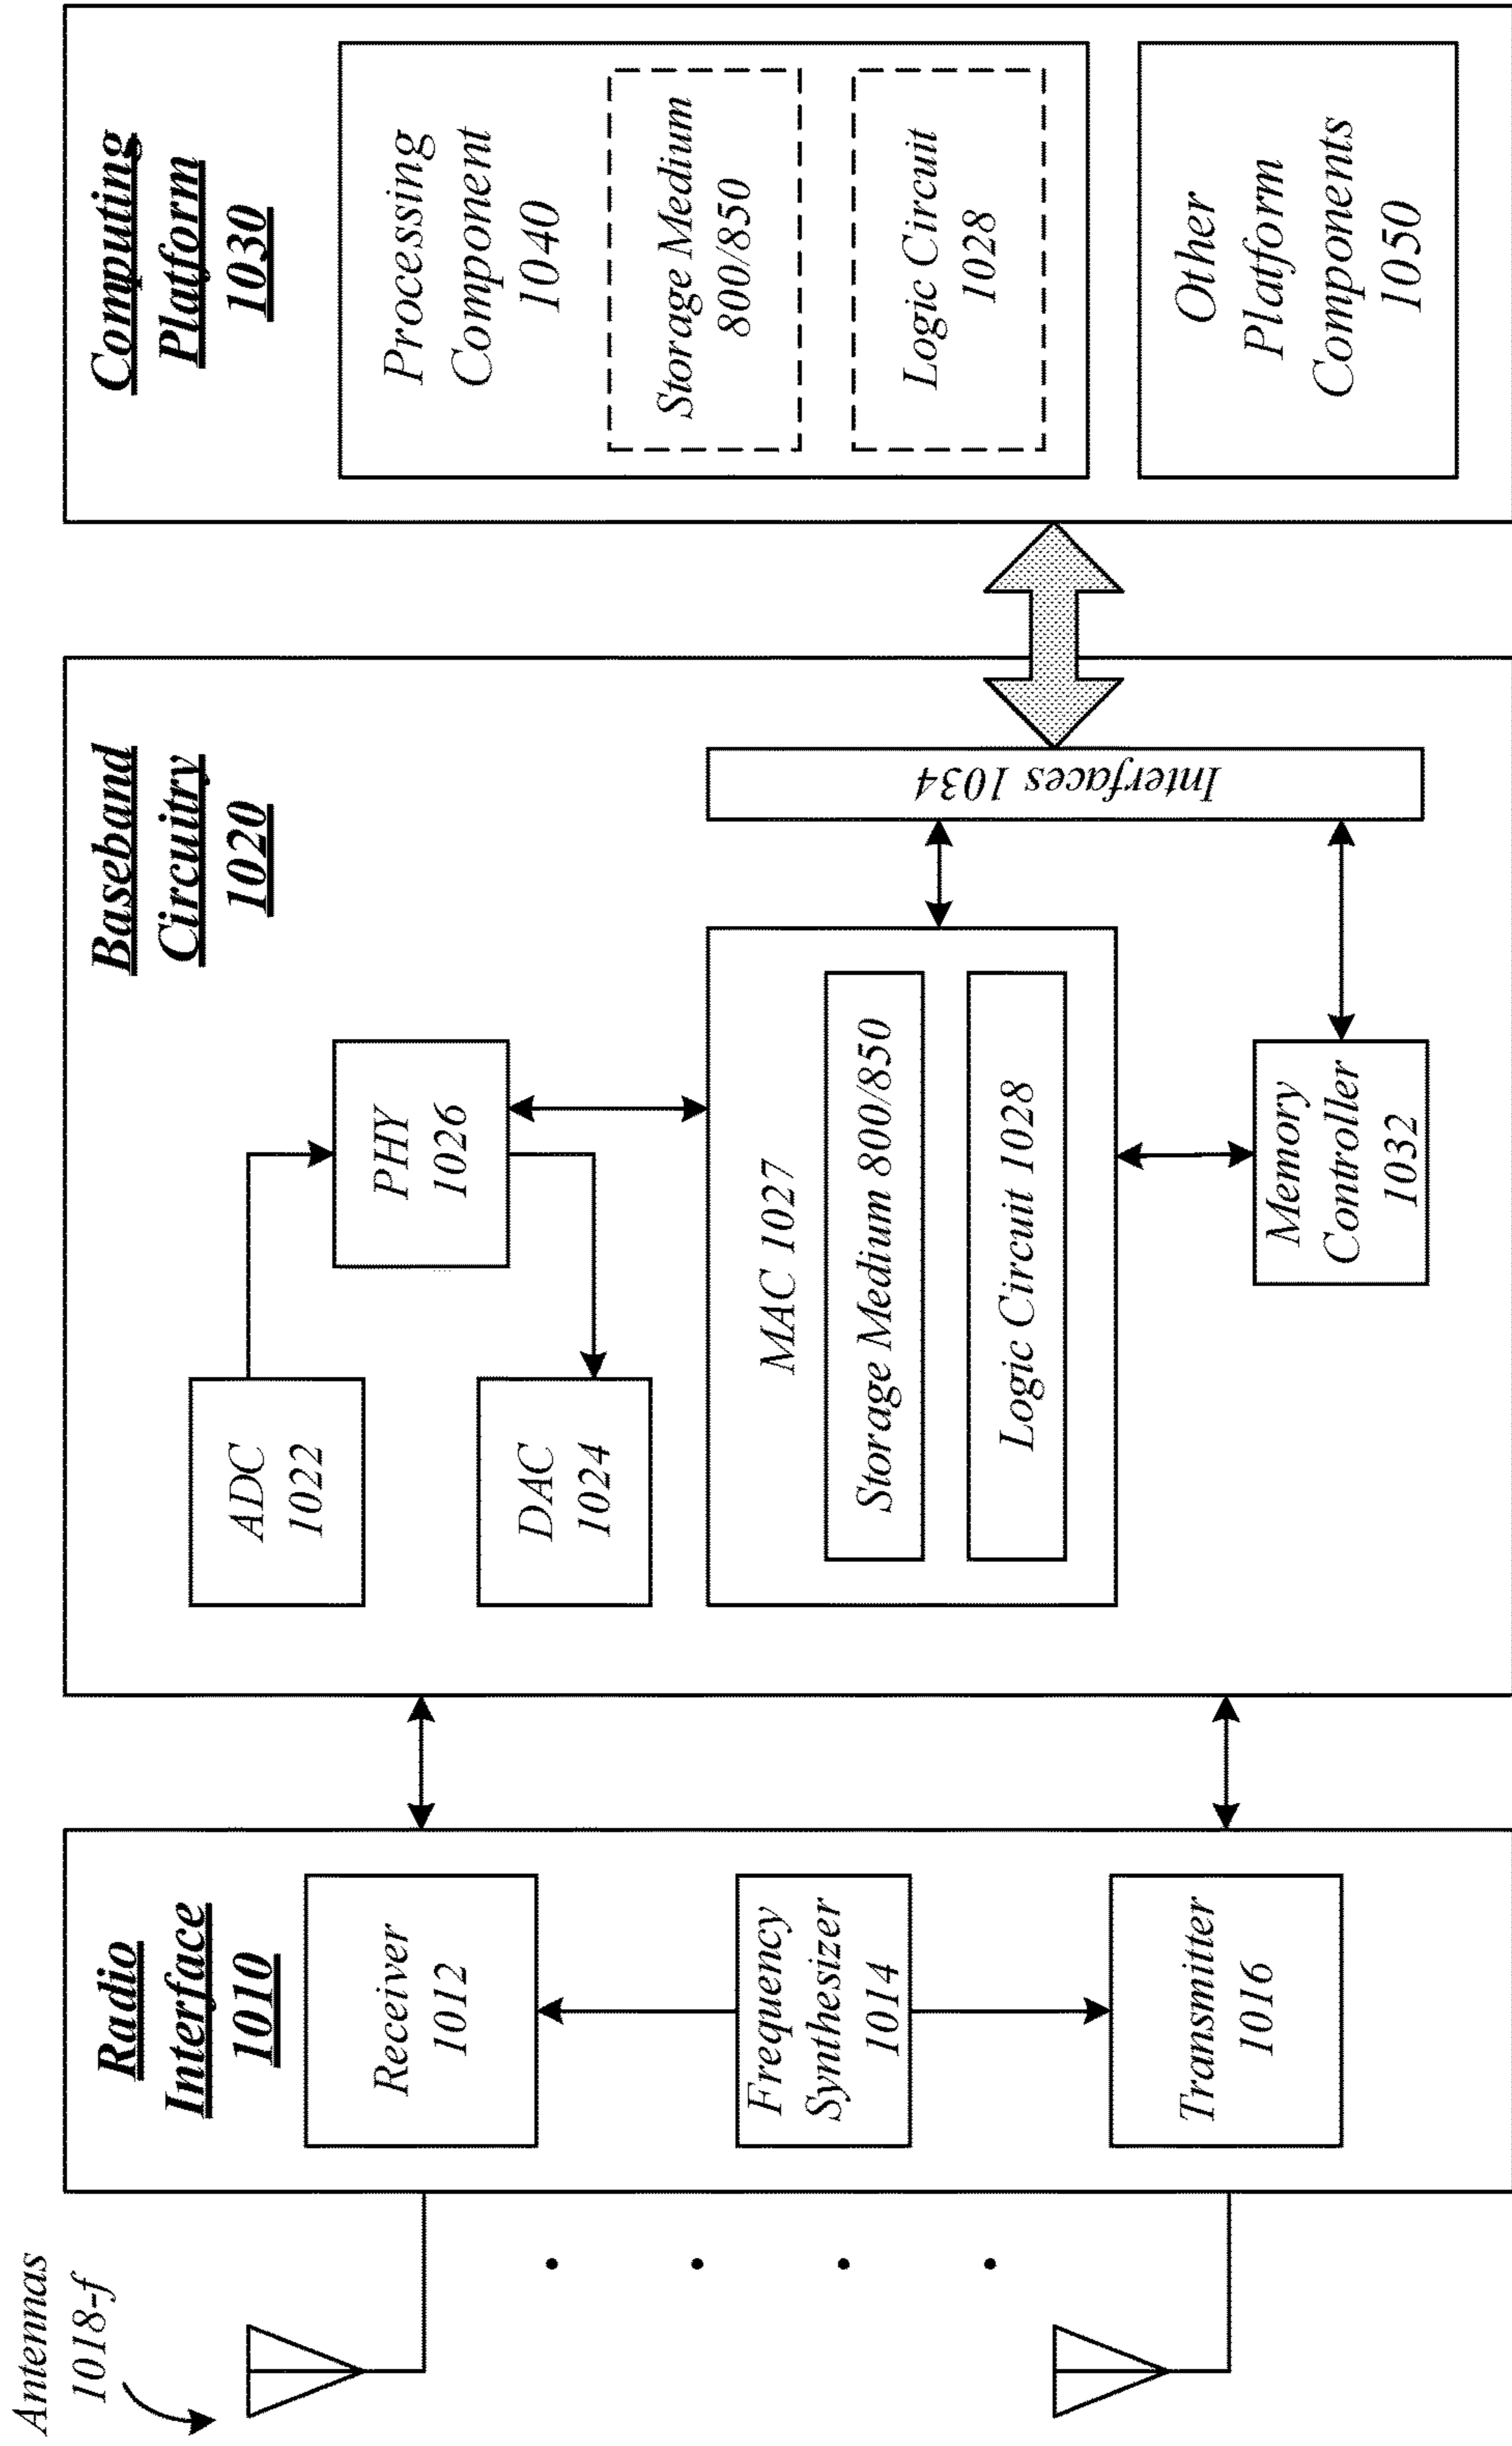 Antennas
1018-f
Radio
Interface
1010
Receiver
1012
Frequency
Synthesizer
1014
Transmitter
1016
Baseband
Circuitry
1020
ADC
1022
PHY
1026
DAC
1024
MAC 1027
Storage Medium 800/850
Logic Circuit 1028
Memory
Controller
1032
Interfaces 1034
Computing
Platform
1030
Processing
Component
1040
Storage Medium
800/850
Logic Circuit
1028
Other
Platform
Components
1050